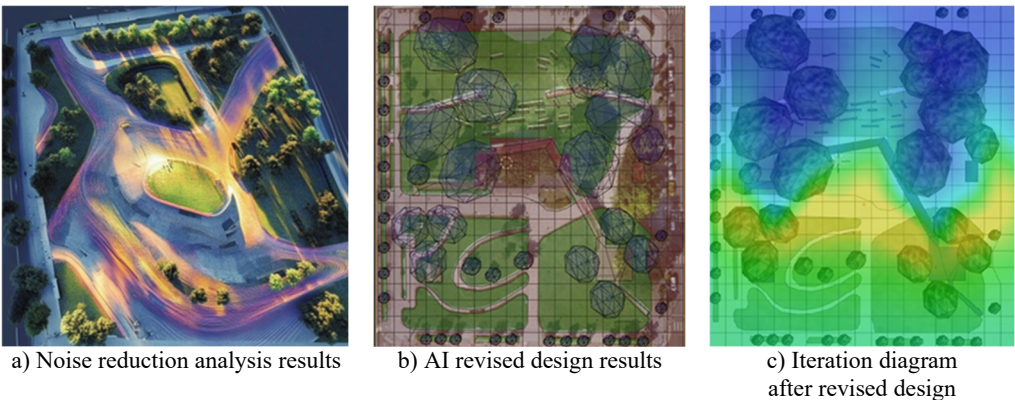 a) Noise reduction analysis results
b) AI revised design results
c) Iteration diagram
after revised design